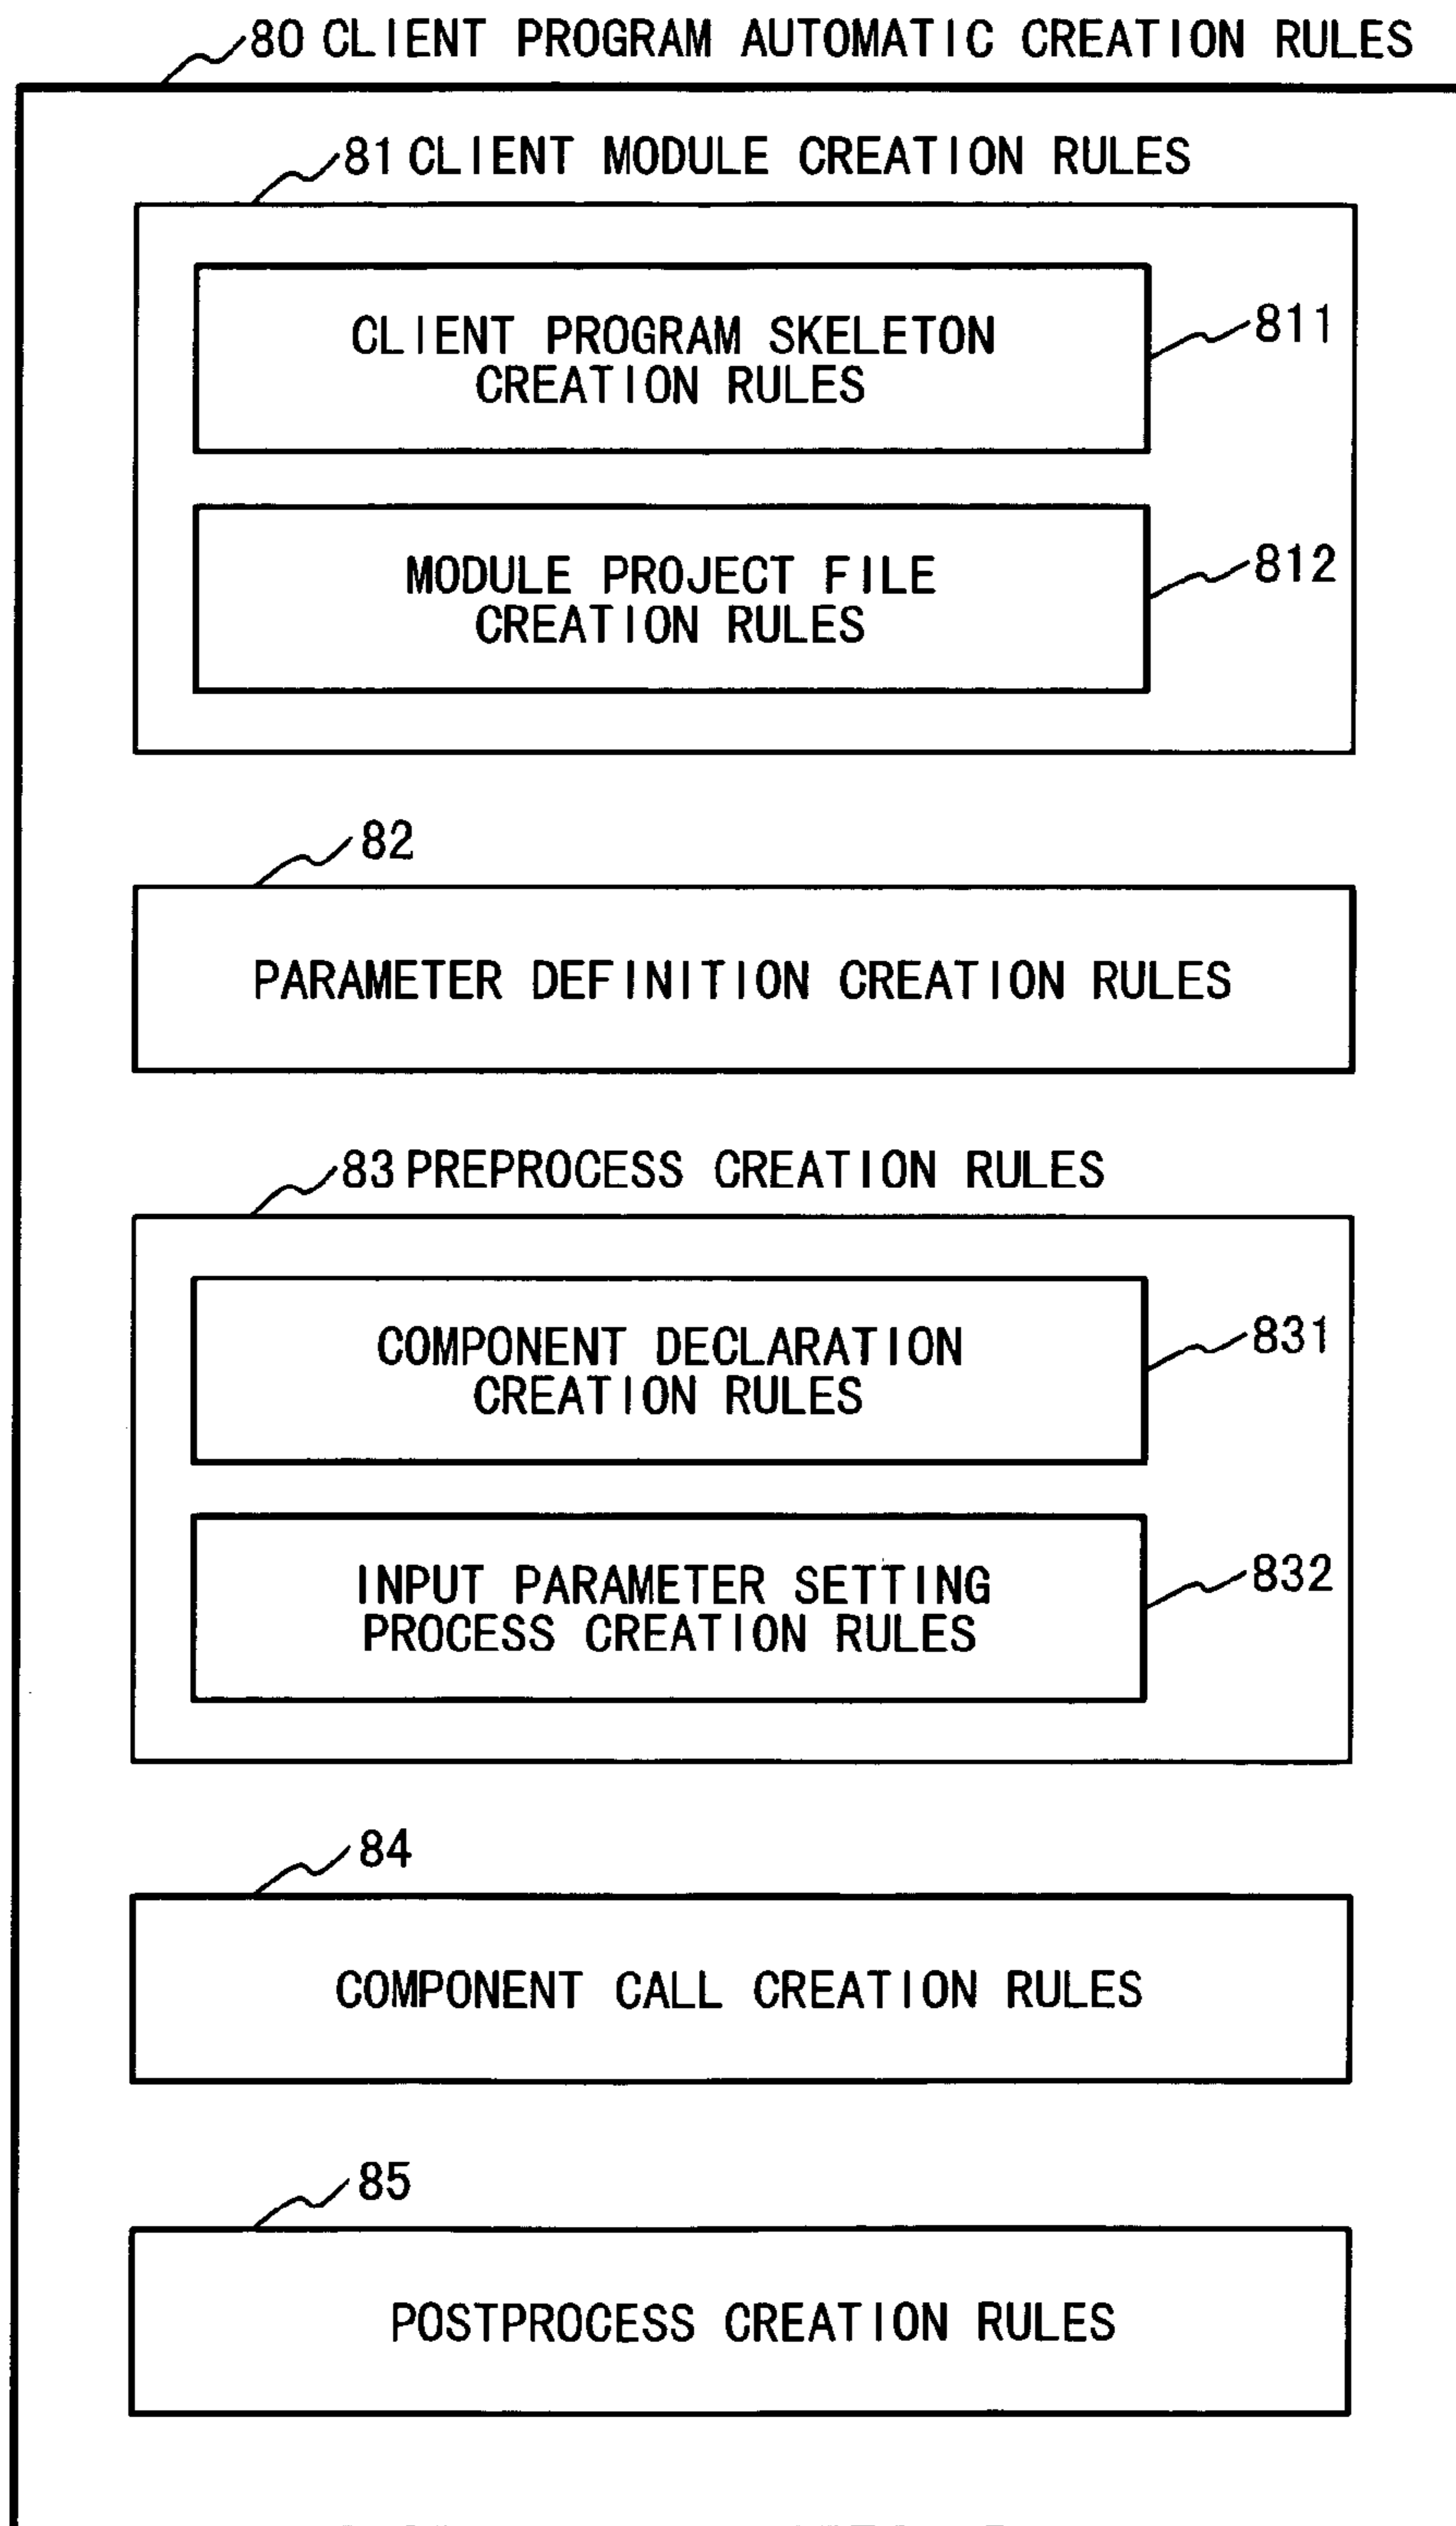 80 CLIENT PROGRAM AUTOMATIC CREATION RULES
81 CLIENT MODULE CREATION RULES
CLIENT PROGRAM SKELETON
CREATION RULES
811
MODULE PROJECT FILE
CREATION RULES
812
82
PARAMETER DEFINITION CREATION RULES
83 PREPROCESS CREATION RULES
COMPONENT DECLARATION
CREATION RULES
831
INPUT PARAMETER SETTING
PROCESS CREATION RULES
832
84
COMPONENT CALL CREATION RULES
85
POSTPROCESS CREATION RULES